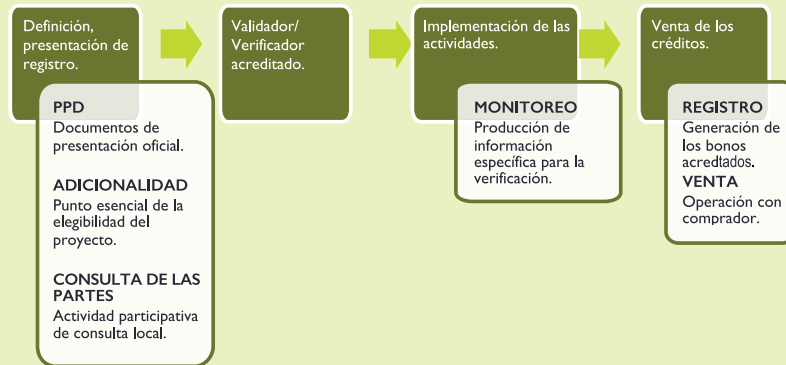 Definición,
presentación de
registro.
PPD
Documentos de
presentación oficial.
ADICIONALIDAD
Punto esencial de la
elegibilidad del
proyecto.
CONSULTA DE LAS
PARTES
Actividad participativa
de consulta local.
Validador/
Verificador
acreditado.
Implementación de las
actividades.
MONITOREO
Producción de
información
específica para la
verificación.
Venta de los
créditos.
REGISTRO
Generación de
los bonos
acredtados.
VENTA
Operación con
comprador.